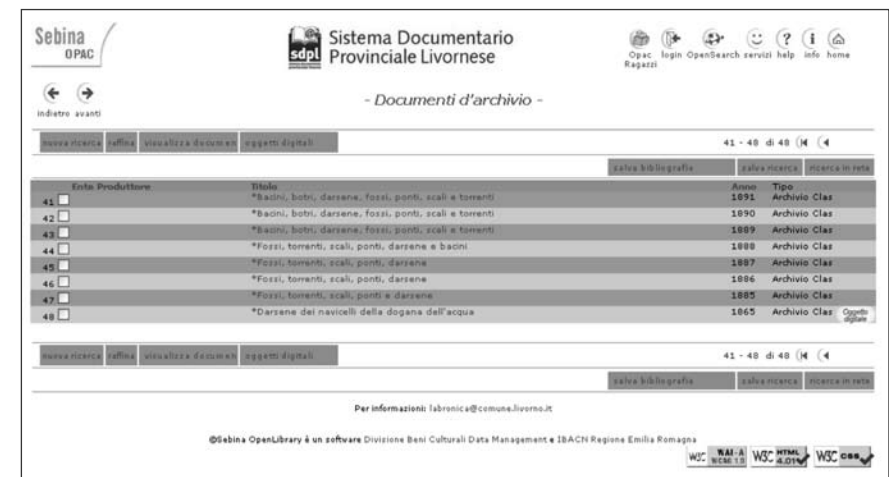 Sebina
OPAC
sdpl
Sistema Documentario
Provinciale Livornese
Opac Ragazzi login OpenSearch servizi help info home
indietro avanti
- Documenti d'archivio -
nuova ricerca raffina visualizza documen oggetti digitali 41 - 48 di 48
salva bibliografia salva ricerca ricerca in rete
Ente Produttore Titolo Anno Tipo
41 *Bacini, botri, darsene, fossi, ponti, scali e torrenti 1891 Archivio Clas
42 *Bacini, botri, darsene, fossi, ponti, scali e torrenti 1890 Archivio Clas
43 *Bacini, botri, darsene, fossi, ponti, scali e torrenti 1889 Archivio Clas
44 *Fossi, torrenti, scali, ponti, darsene e bacini 1888 Archivio Clas
45 *Fossi, torrenti, scali, ponti, darsene 1887 Archivio Clas
46 *Fossi, torrenti, scali, ponti, darsene 1886 Archivio Clas
47 *Fossi, torrenti, scali, ponti e darsene 1885 Archivio Clas
48 *Darsene dei navicelli della dogana dell'acqua 1865 Archivio Clas Oggetto digitale
nuova ricerca raffina visualizza documen oggetti digitali 41 - 48 di 48
salva bibliografia salva ricerca ricerca in rete
Per informazioni: labronica@comune.livorno.it
©Sebina OpenLibrary è un software Divisione Beni Culturali Data Management e IBACN Regione Emilia Romagna
W3C WAI-A WCAG 1.0 W3C HTML 4.01 W3C CSS